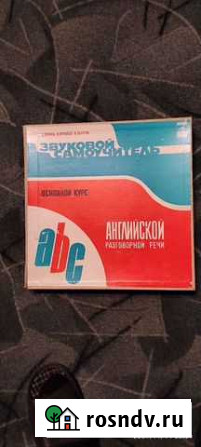 ЗВУКОВОЙ
САМОУЧИТЕЛЬ
ОСНОВНОЙ КУРС
abc
АНГЛИЙСКОЙ
РАЗГОВОРНОЙ РЕЧИ
rosndv.ru